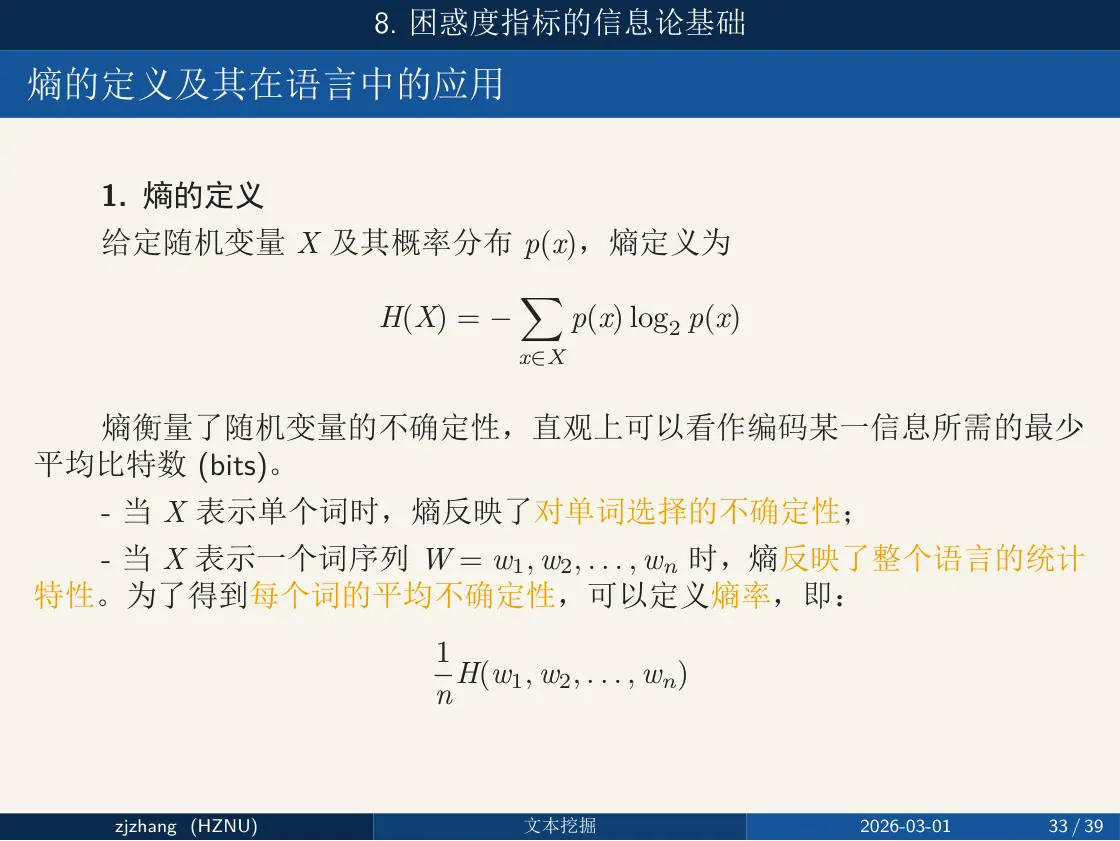 8. 困惑度指标的信息论基础
熵的定义及其在语言中的应用
1. 熵的定义
给定随机变量 X 及其概率分布 p(x)，熵定义为
H(X) = − ∑_{x∈X} p(x) log₂ p(x)
熵衡量了随机变量的不确定性，直观上可以看作编码某一信息所需的最少
平均比特数 (bits)。
- 当 X 表示单个词时，熵反映了对单词选择的不确定性；
- 当 X 表示一个词序列 W = w₁, w₂, . . . , wₙ 时，熵反映了整个语言的统计
特性。为了得到每个词的平均不确定性，可以定义熵率，即：
1/n H(w₁, w₂, . . . , wₙ)
zjzhang (HZNU) 文本挖掘 2026-03-01 33 / 39